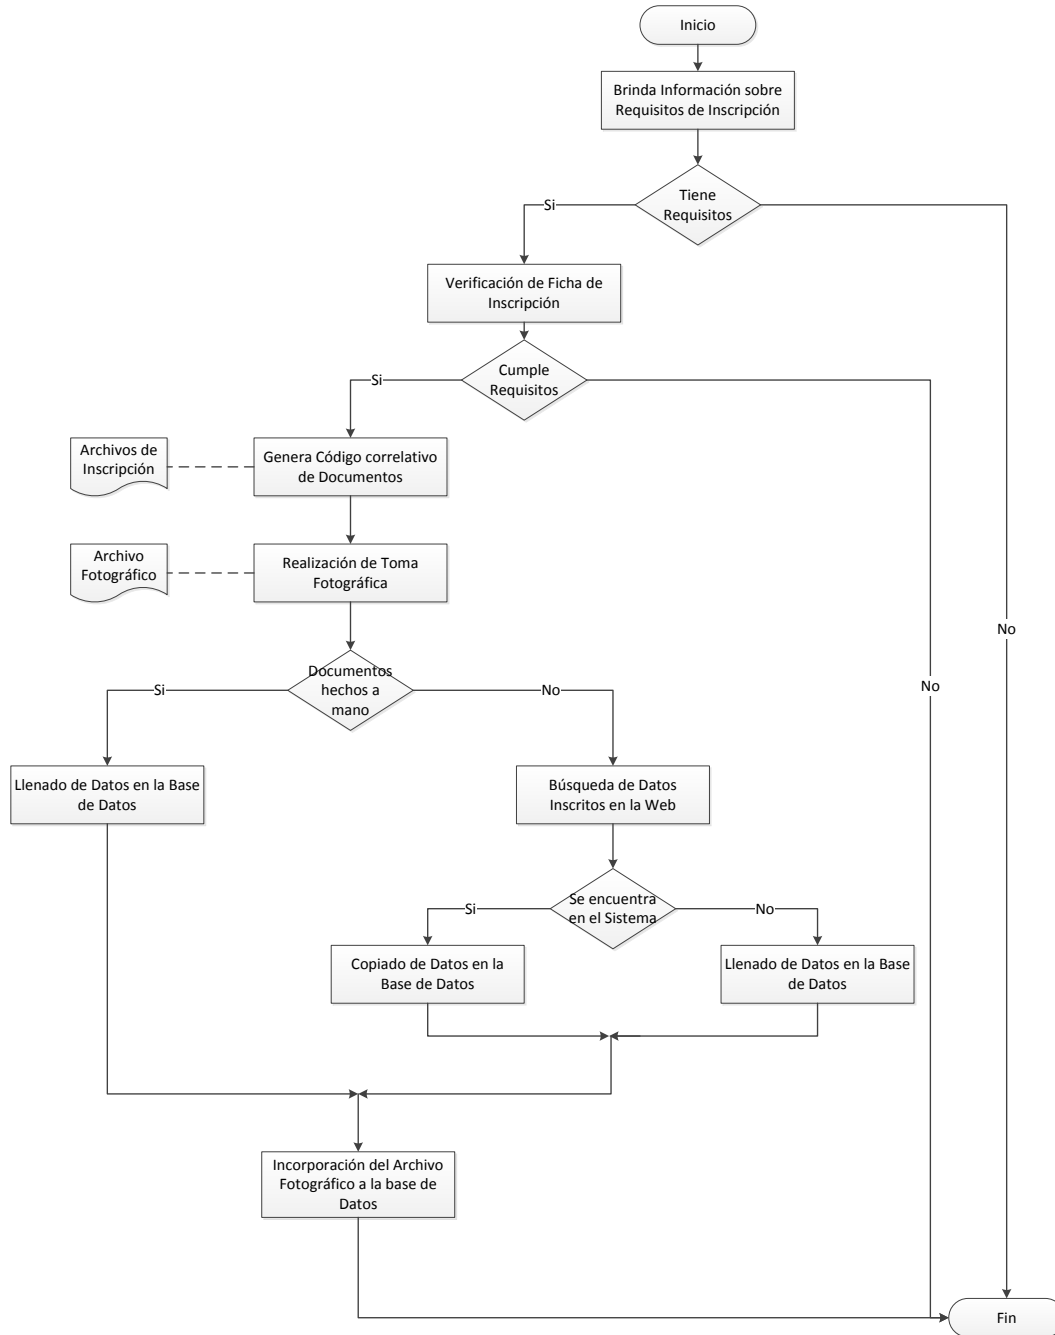 Inicio
Brinda Información sobre
Requisitos de Inscripción
Tiene
Requisitos
Si
Verificación de Ficha de
Inscripción
Cumple
Requisitos
Si
Archivos de
Inscripción
Genera Código correlativo
de Documentos
Archivo
Fotográfico
Realización de Toma
Fotográfica
No
Documentos
hechos a
mano
Si
No
No
Llenado de Datos en la Base
de Datos
Búsqueda de Datos
Inscritos en la Web
Se encuentra
en el Sistema
Si
No
Copiado de Datos en la
Base de Datos
Llenado de Datos en la Base
de Datos
Incorporación del Archivo
Fotográfico a la base de
Datos
Fin